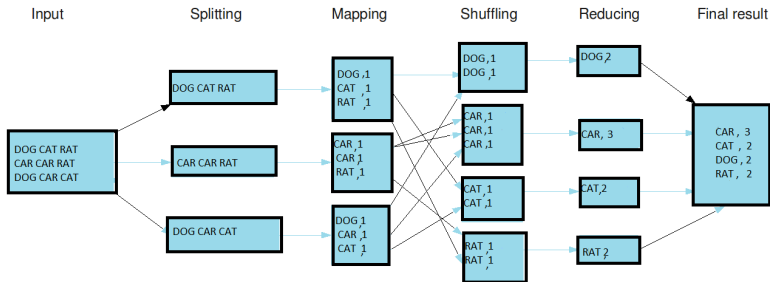 Input
Splitting
Mapping
Shuffling
Reducing
Final result
DOG CAT RAT
CAR CAR RAT
DOG CAR CAT
DOG CAT RAT
CAR CAR RAT
DOG CAR CAT
DOG ,1
CAT ,1
RAT ,1
CAR,1
CAR,1
RAT,1
DOG,1
CAR,1
CAT ,1
DOG,1
DOG ,1
CAR,1
CAR,1
CAR,1
CAT,1
CAT,1
RAT,1
RAT,1
DOG,2
CAR, 3
CAT,2
RAT,2
CAR, 3
CAT , 2
DOG, 2
RAT, 2